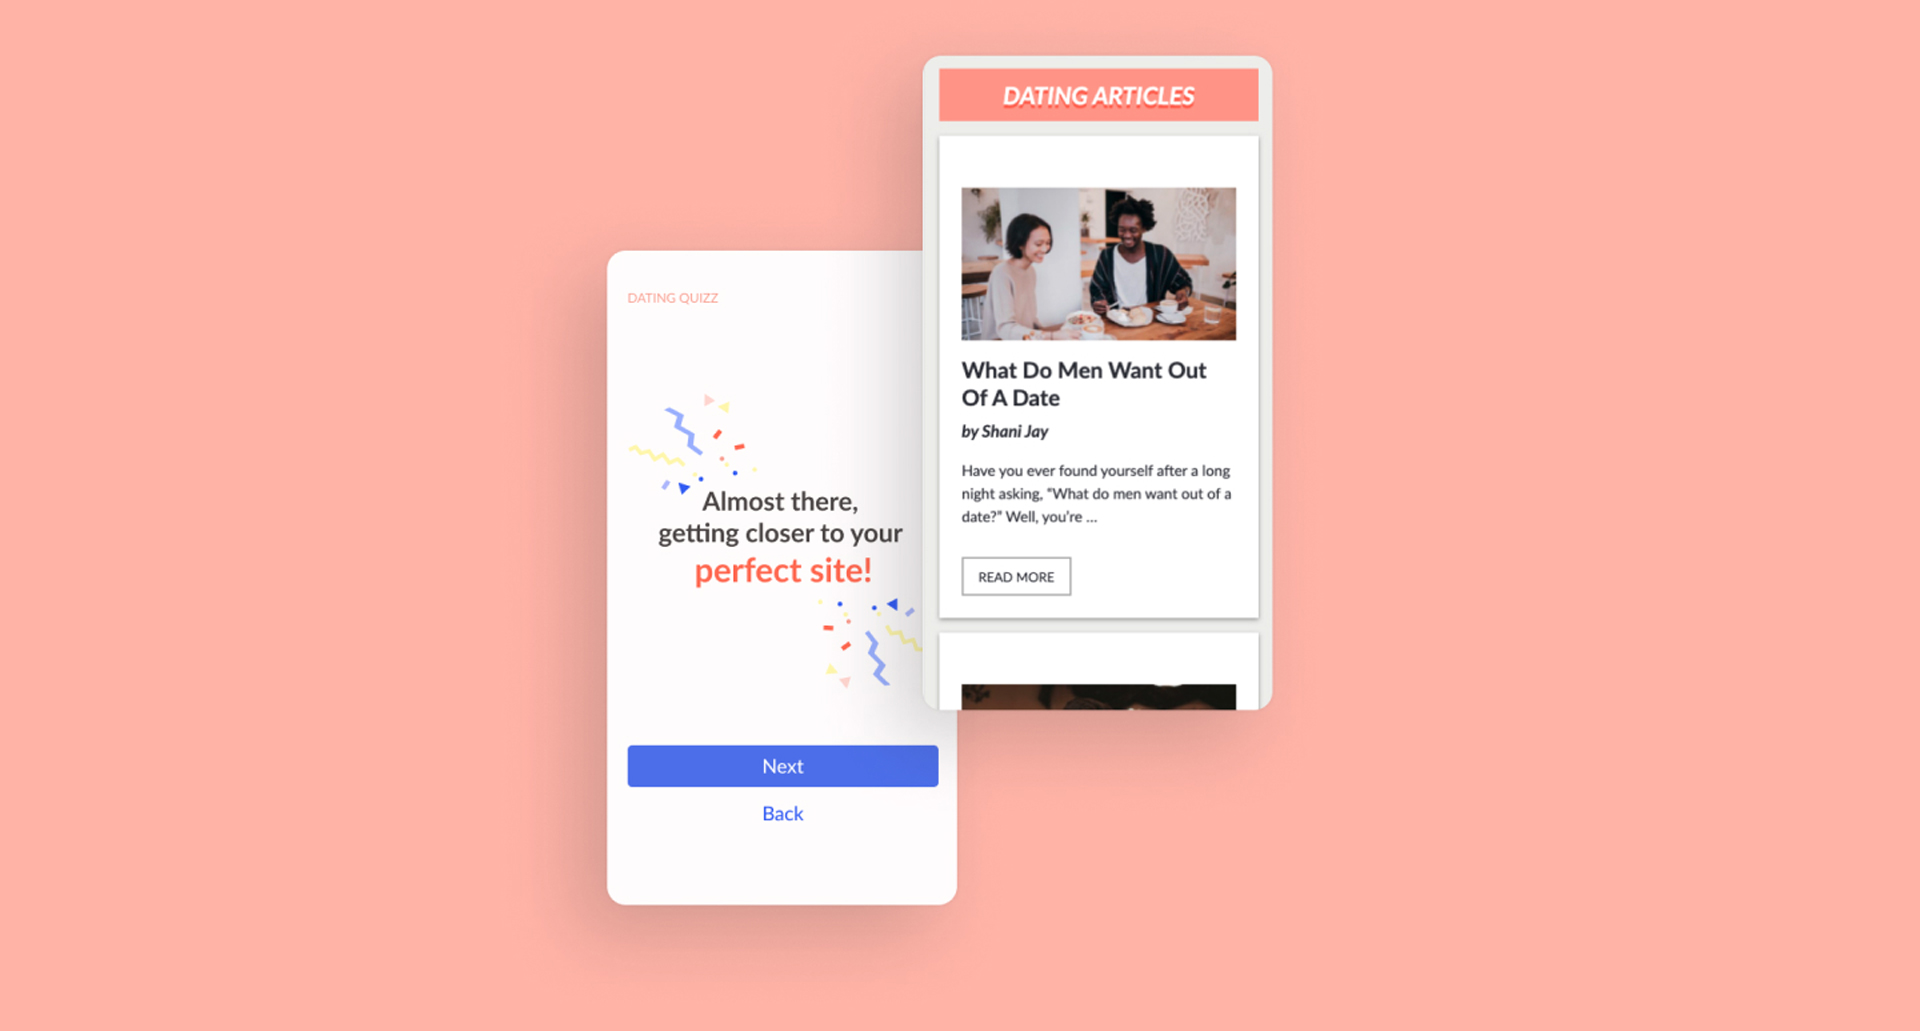 DATING QUIZZ
Almost there,
getting closer to your
perfect site!
Next
Back
DATING ARTICLES
What Do Men Want Out
Of A Date
by Shani Jay
Have you ever found yourself after a long
night asking, “What do men want out of a
date?” Well, you’re ...
READ MORE